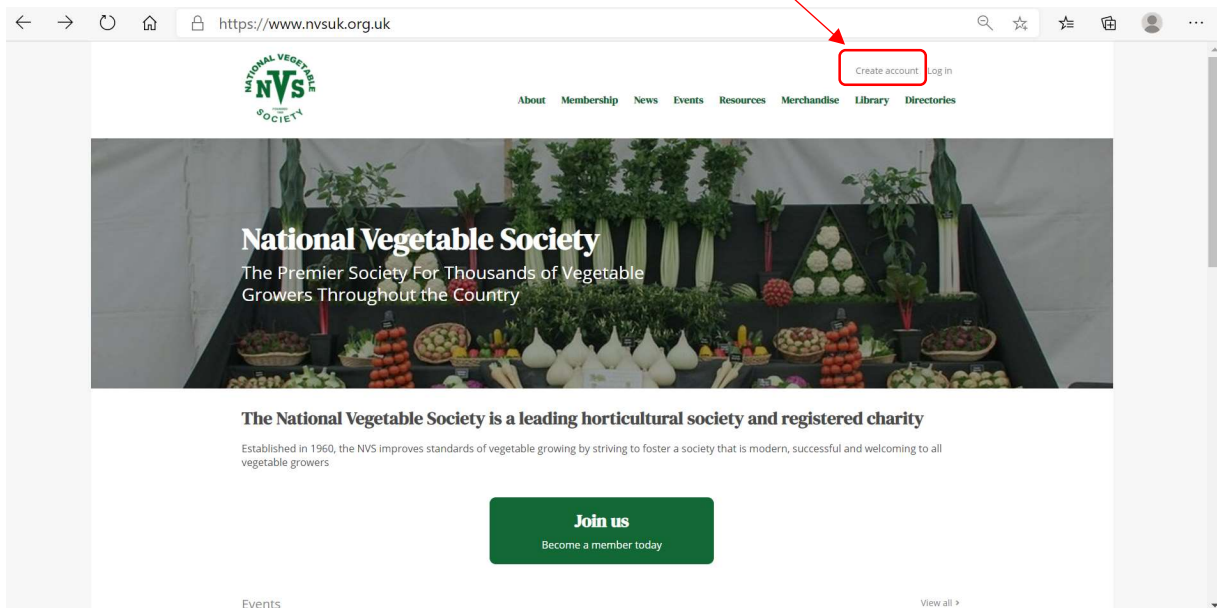 https://www.nvsuk.org.uk
NATIONAL VEGETABLE
NVS
SOCIETY
Create account Log in
About Membership News Events Resources Merchandise Library Directories
National Vegetable Society
The Premier Society For Thousands of Vegetable
Growers Throughout the Country
The National Vegetable Society is a leading horticultural society and registered charity
Established in 1960, the NVS improves standards of vegetable growing by striving to foster a society that is modern, successful and welcoming to all
vegetable growers
Join us
Become a member today
Events View all >